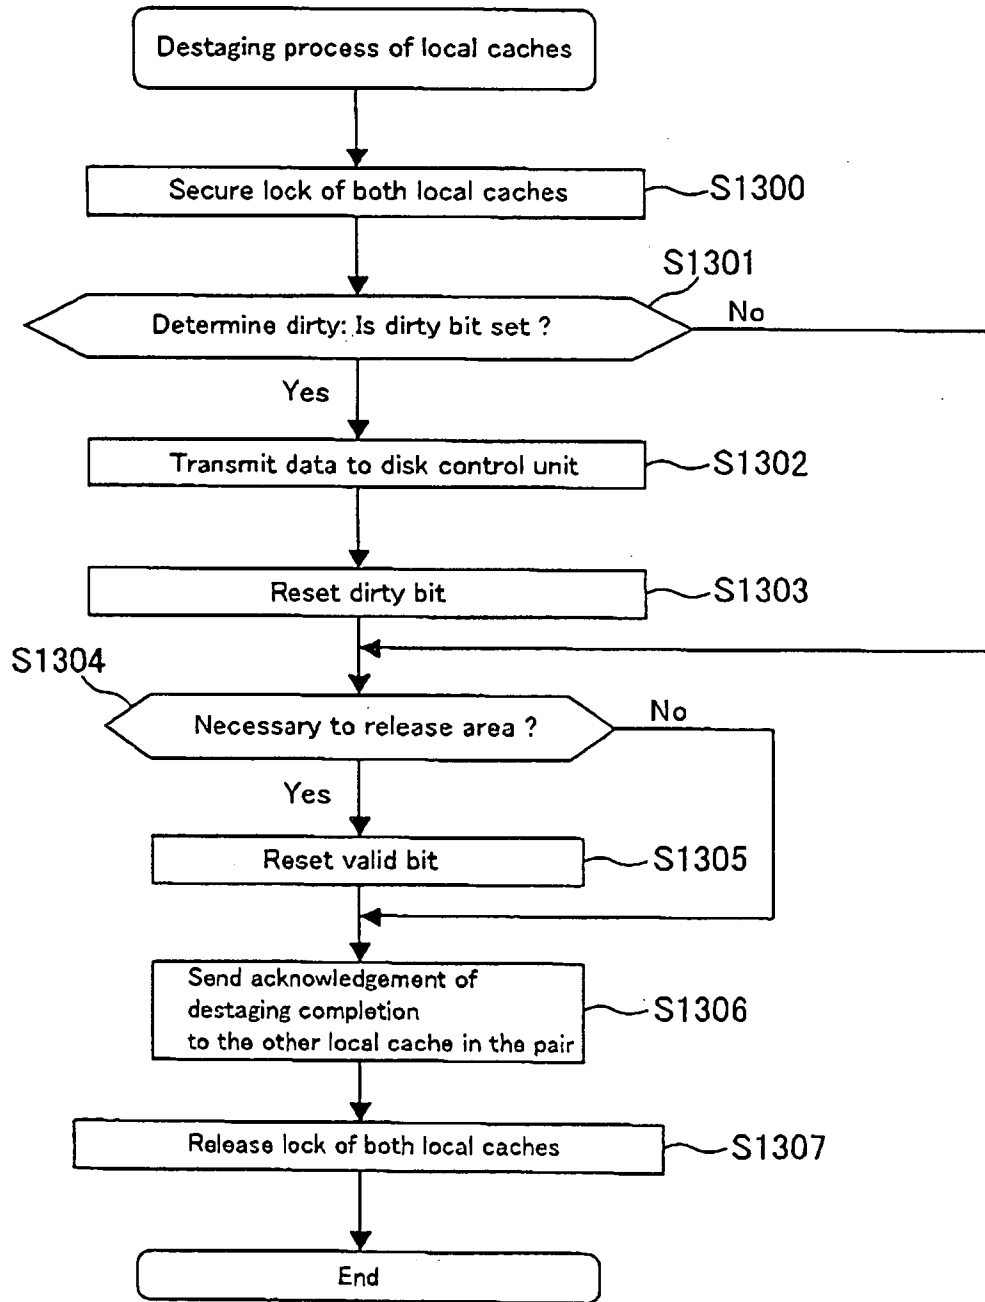 Destaging process of local caches
Secure lock of both local caches
S1300
S1301
Determine dirty: Is dirty bit set ?
No
Yes
Transmit data to disk control unit
S1302
Reset dirty bit
S1303
S1304
Necessary to release area ?
No
Yes
Reset valid bit
S1305
Send acknowledgement of
destaging completion
to the other local cache in the pair
S1306
Release lock of both local caches
S1307
End